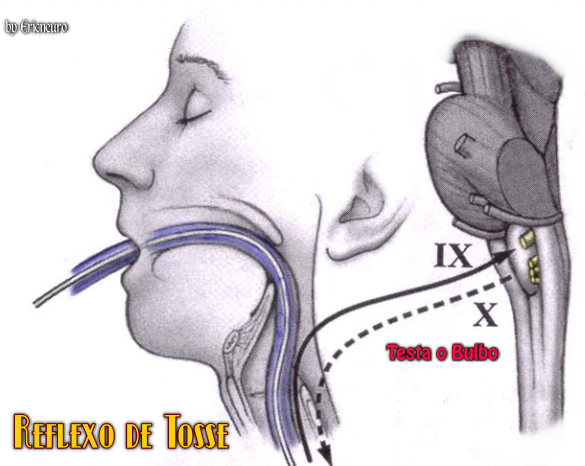 by Ericneuro
IX
X
Testa o Bulbo
Reflexo de Tosse